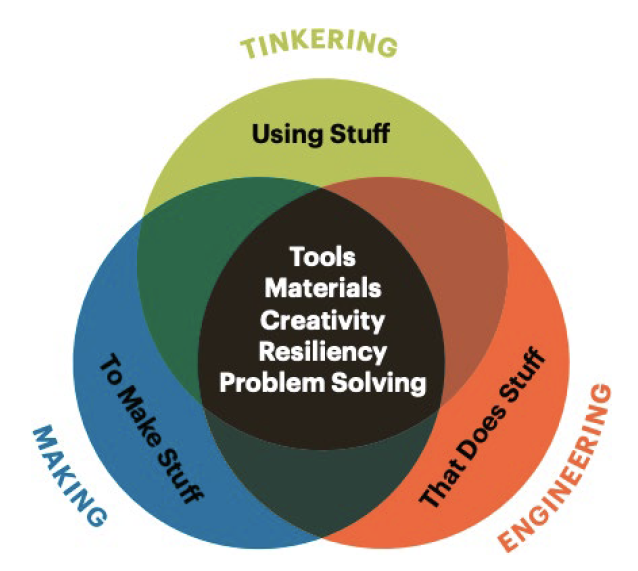 TINKERING
Using Stuff
Tools
Materials
Creativity
Resiliency
Problem Solving
To Make Stuff
That Does Stuff
MAKING
ENGINEERING